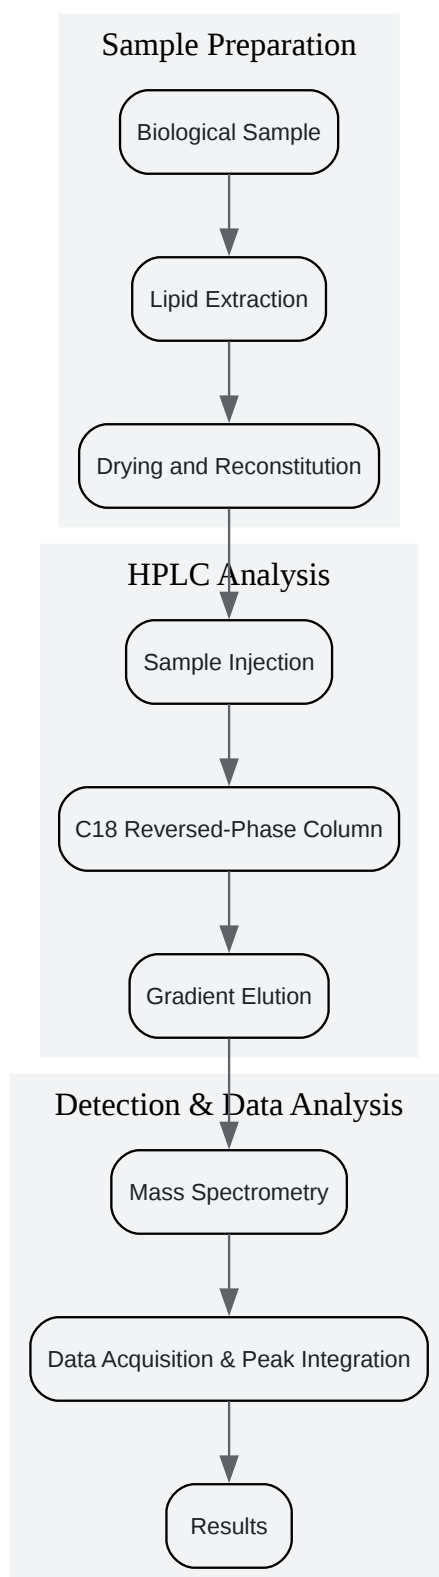 Sample Preparation
Biological Sample
Lipid Extraction
Drying and Reconstitution
HPLC Analysis
Sample Injection
C18 Reversed-Phase Column
Gradient Elution
Detection & Data Analysis
Mass Spectrometry
Data Acquisition & Peak Integration
Results